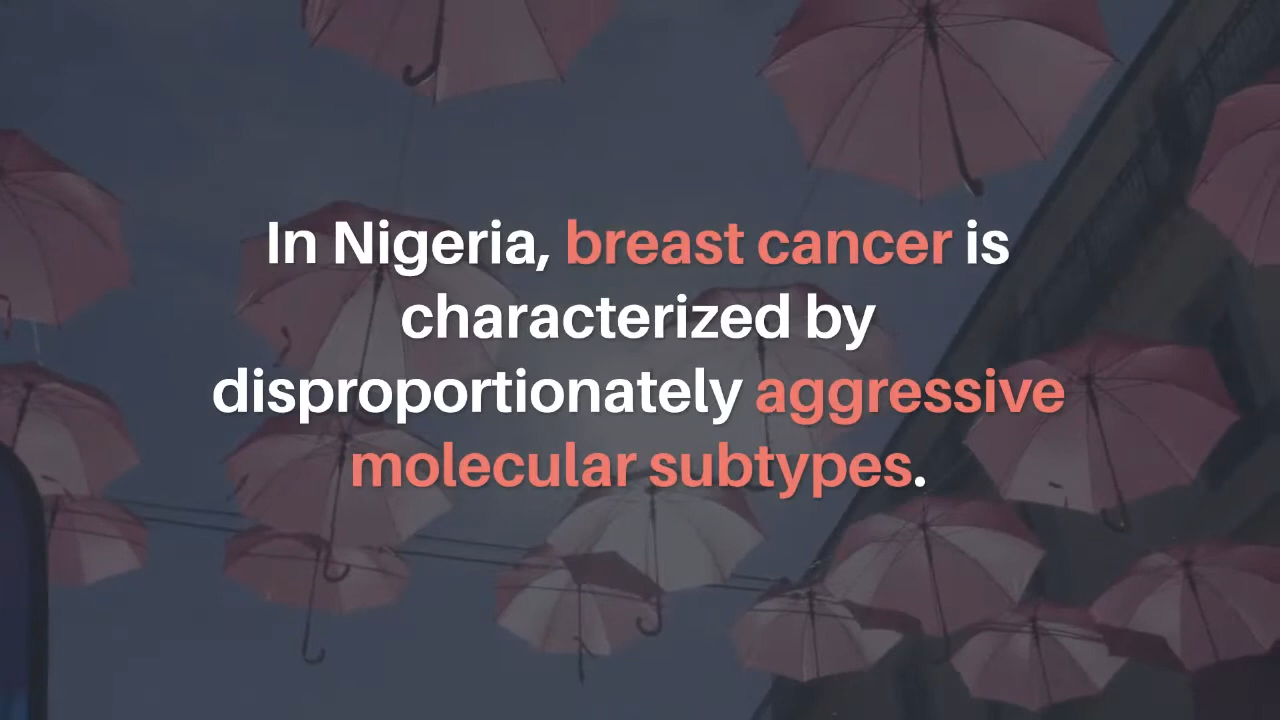 In Nigeria, breast cancer is
characterized by
disproportionately aggressive
molecular subtypes.